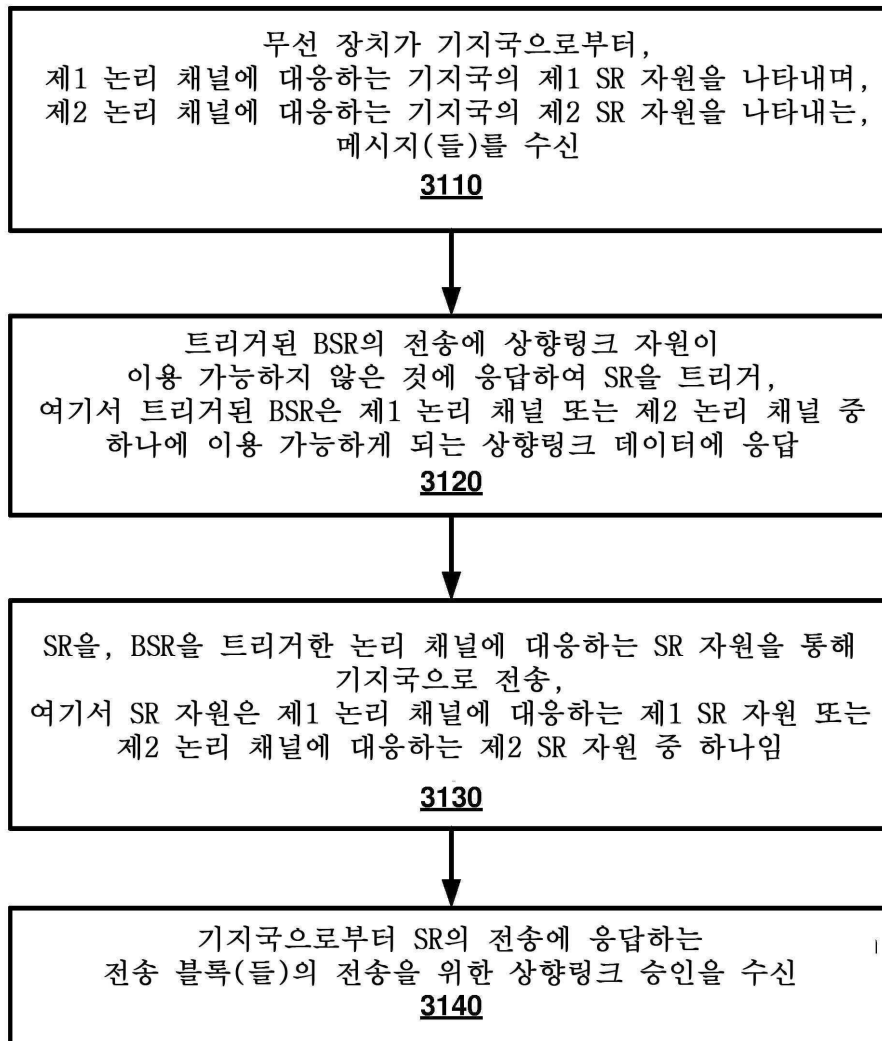 무선 장치가 기지국으로부터,
제1 논리 채널에 대응하는 기지국의 제1 SR 자원을 나타내며,
제2 논리 채널에 대응하는 기지국의 제2 SR 자원을 나타내는,
메시지(들)를 수신
3110
트리거된 BSR의 전송에 상향링크 자원이
이용 가능하지 않은 것에 응답하여 SR을 트리거,
여기서 트리거된 BSR은 제1 논리 채널 또는 제2 논리 채널 중
하나에 이용 가능하게 되는 상향링크 데이터에 응답
3120
SR을, BSR을 트리거한 논리 채널에 대응하는 SR 자원을 통해
기지국으로 전송,
여기서 SR 자원은 제1 논리 채널에 대응하는 제1 SR 자원 또는
제2 논리 채널에 대응하는 제2 SR 자원 중 하나임
3130
기지국으로부터 SR의 전송에 응답하는
전송 블록(들)의 전송을 위한 상향링크 승인을 수신
3140